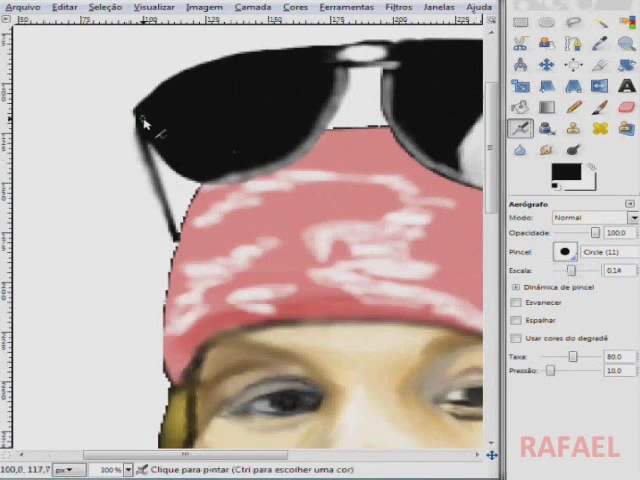 Arquivo Editar Seleção Visualizar Imagem Camada Cores Ferramentas Filtros Janelas Ajuda
Aerógrafo
Modo: Normal
Opacidade: 100,0
Pincel: Circle (11)
Escala: 0,14
Dinâmica de pincel
Esvanecer
Espalhar
Usar cores do degradê
Taxa: 80,0
Pressão: 10,0
RAFAEL
100,0, 117,7 px 300 % Clique para pintar (Ctrl para escolher uma cor)